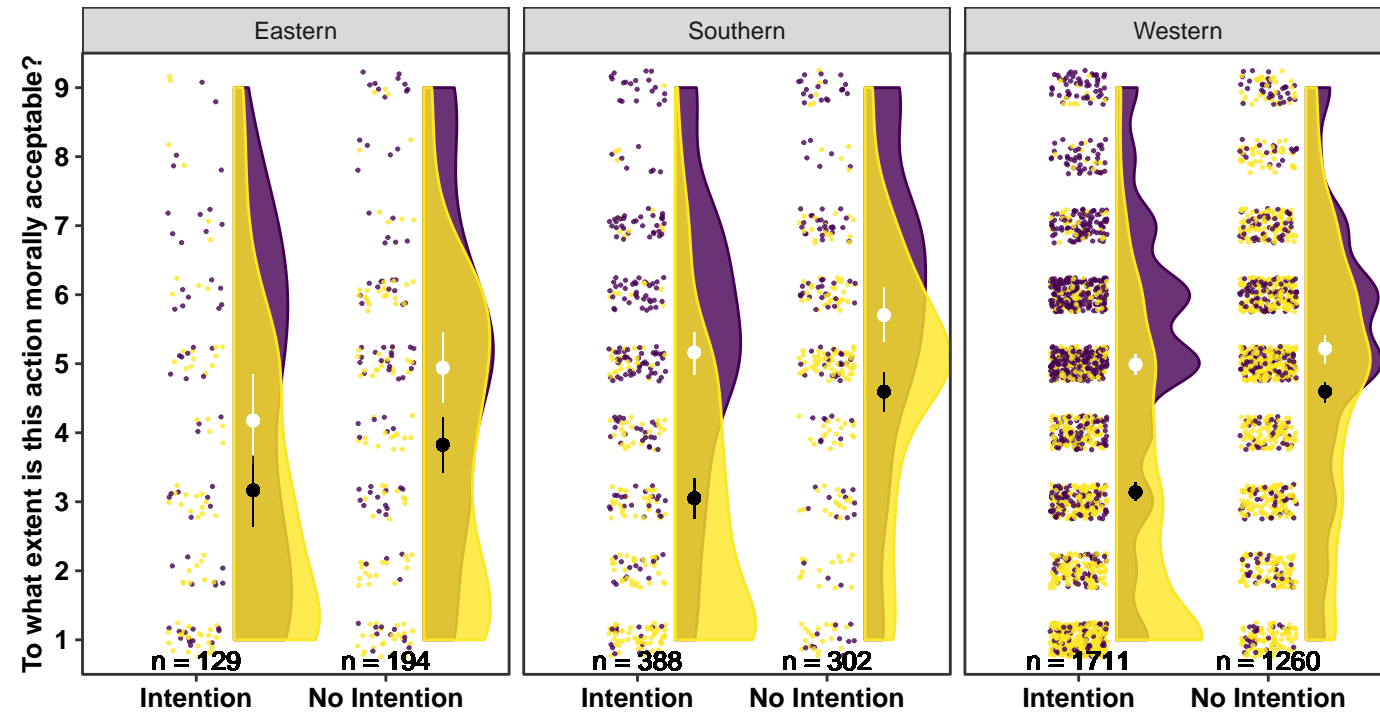 Eastern
Southern
Western
To what extent is this action morally acceptable?
9
8
7
6
5
4
3
2
1
n = 129
n = 194
n = 388
n = 302
n = 1711
n = 1260
Intention
No Intention
Intention
No Intention
Intention
No Intention